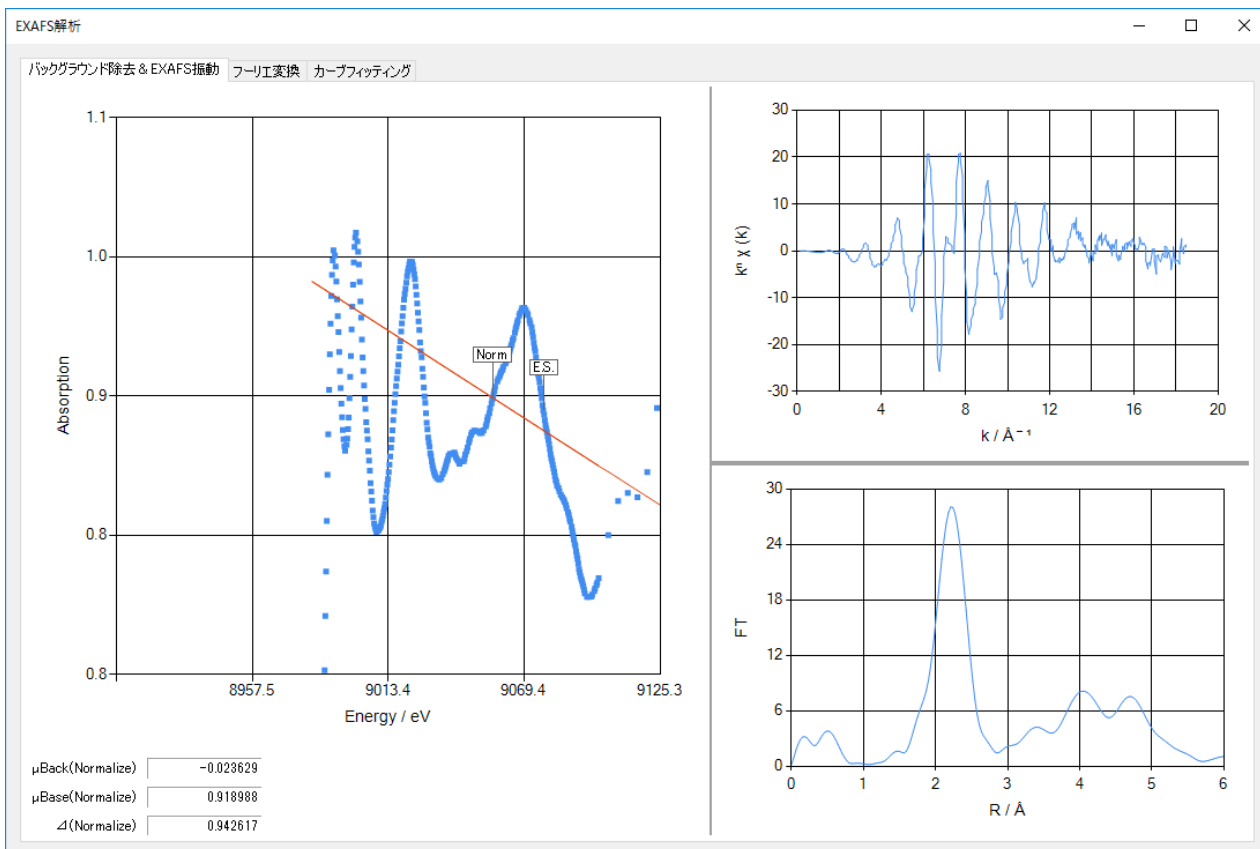 EXAFS解析
バックグラウンド除去 & EXAFS振動 フーリエ変換 カーブフィッティング
1.1
1.0
0.9
0.8
0.8
Absorption
Norm
E.S.
8957.5 9013.4 9069.4 9125.3
Energy / eV
μBack(Normalize) -0.023629
μBase(Normalize) 0.918988
⊿(Normalize) 0.942617
30
20
10
0
-10
-20
-30
kⁿ χ (k)
0 4 8 12 16 20
k / Å⁻¹
30
24
18
12
6
0
FT
0 1 2 3 4 5 6
R / Å